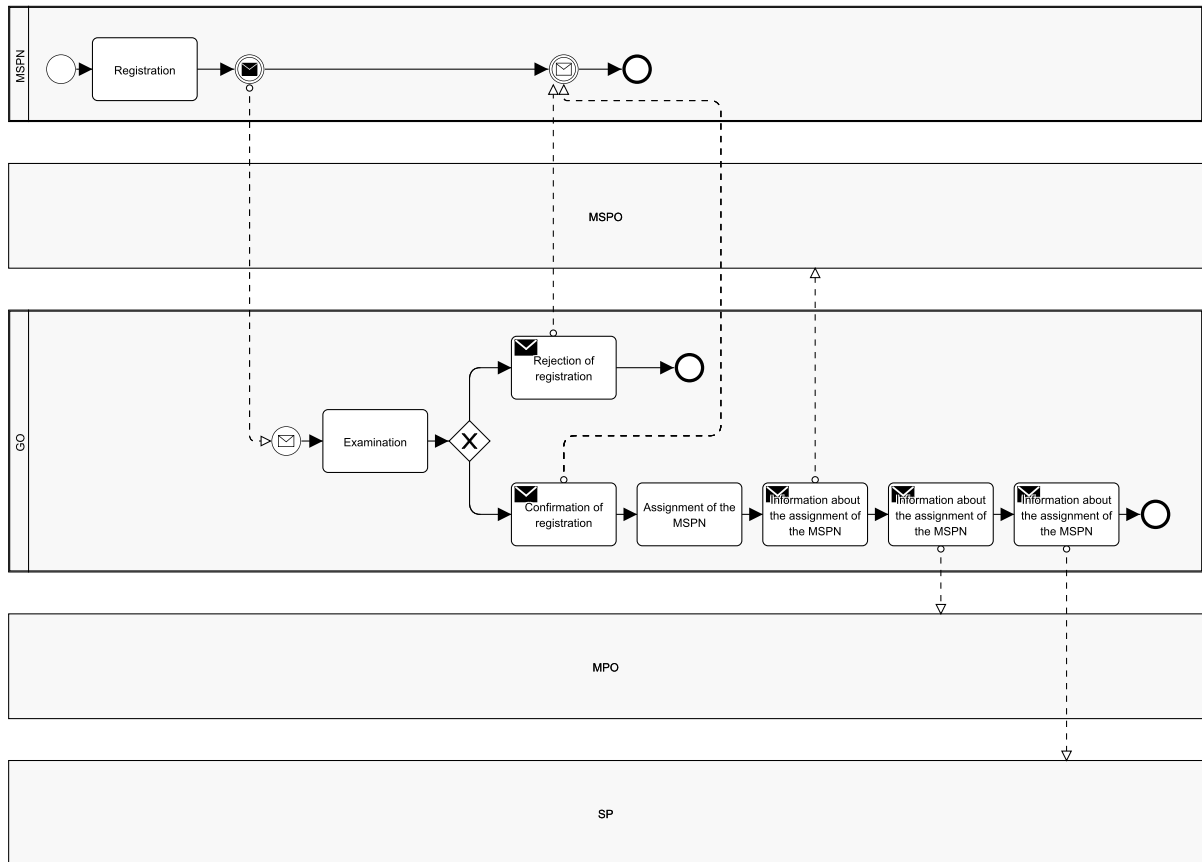 MSPN
Registration
MSPO
GO
Rejection of
registration
Examination
Confirmation of
registration
Assignment of the
MSPN
Information about
the assignment of
the MSPN
Information about
the assignment of
the MSPN
Information about
the assignment of
the MSPN
MPO
SP